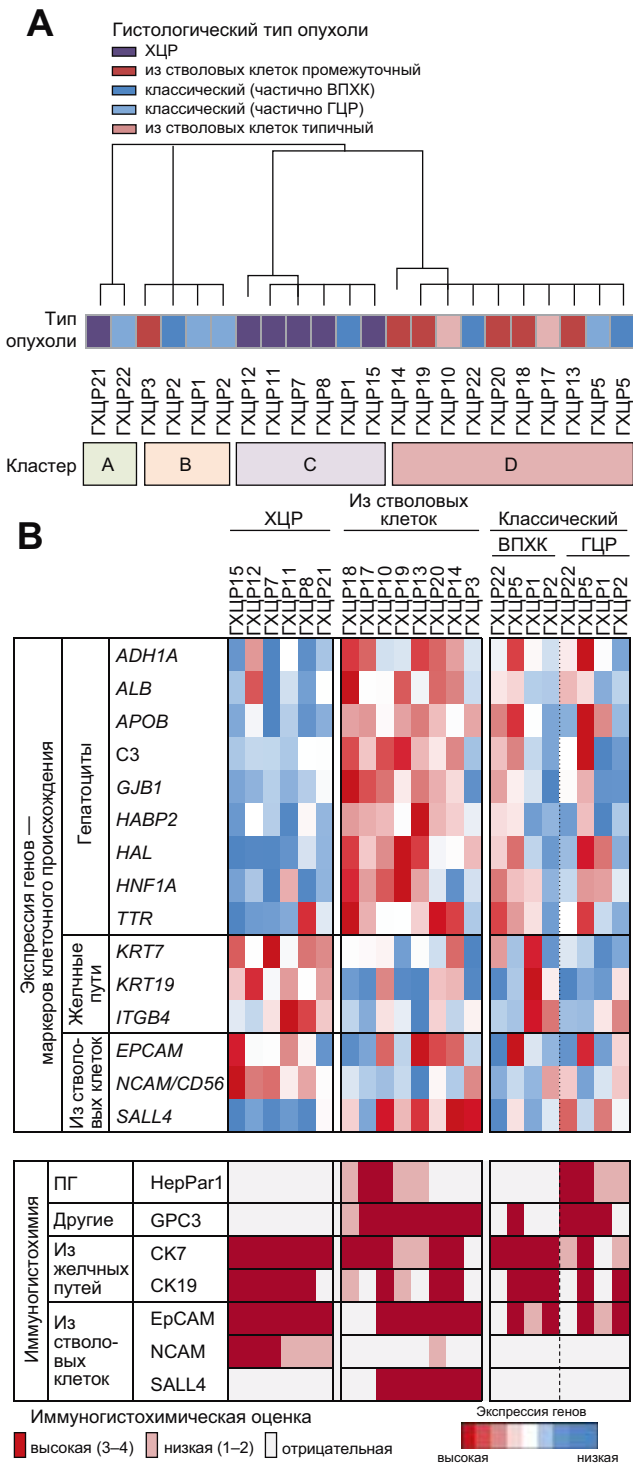 A
Гистологический тип опухоли
ХЦР
из стволовых клеток промежуточный
классический (частично ВПХК)
классический (частично ГЦР)
из стволовых клеток типичный
Тип
опухоли
ГХЦР21
ГХЦР22
ГХЦР3
ГХЦР2
ГХЦР1
ГХЦР2
ГХЦР12
ГХЦР11
ГХЦР7
ГХЦР8
ГХЦР1
ГХЦР15
ГХЦР14
ГХЦР19
ГХЦР10
ГХЦР22
ГХЦР20
ГХЦР18
ГХЦР17
ГХЦР13
ГХЦР5
ГХЦР5
Кластер
A
B
C
D
B
ХЦР
Из стволовых
клеток
Классический
ВПХК
ГЦР
ГХЦР15
ГХЦР12
ГХЦР7
ГХЦР11
ГХЦР8
ГХЦР21
ГХЦР18
ГХЦР17
ГХЦР10
ГХЦР19
ГХЦР13
ГХЦР20
ГХЦР14
ГХЦР3
ГХЦР22
ГХЦР5
ГХЦР1
ГХЦР2
ГХЦР22
ГХЦР5
ГХЦР1
ГХЦР2
Экспрессия генов —
маркеров клеточного происхождения
Гепатоциты
ADH1A
ALB
APOB
C3
GJB1
HABP2
HAL
HNF1A
TTR
Желчные
пути
KRT7
KRT19
ITGB4
Из стволо-
вых клеток
EPCAM
NCAM/CD56
SALL4
Иммуногистохимия
ПГ
HepPar1
Другие
GPC3
Из
желчных
путей
CK7
CK19
Из
стволо-
вых
клеток
EpCAM
NCAM
SALL4
Иммуногистохимическая оценка
высокая (3–4)
низкая (1–2)
отрицательная
Экспрессия генов
высокая
низкая